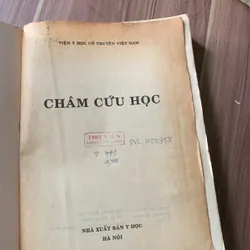 VIỆN Y HỌC CỔ TRUYỀN VIỆT NAM
CHÂM CỨU HỌC
NHÀ XUẤT BẢN Y HỌC
HÀ NỘI